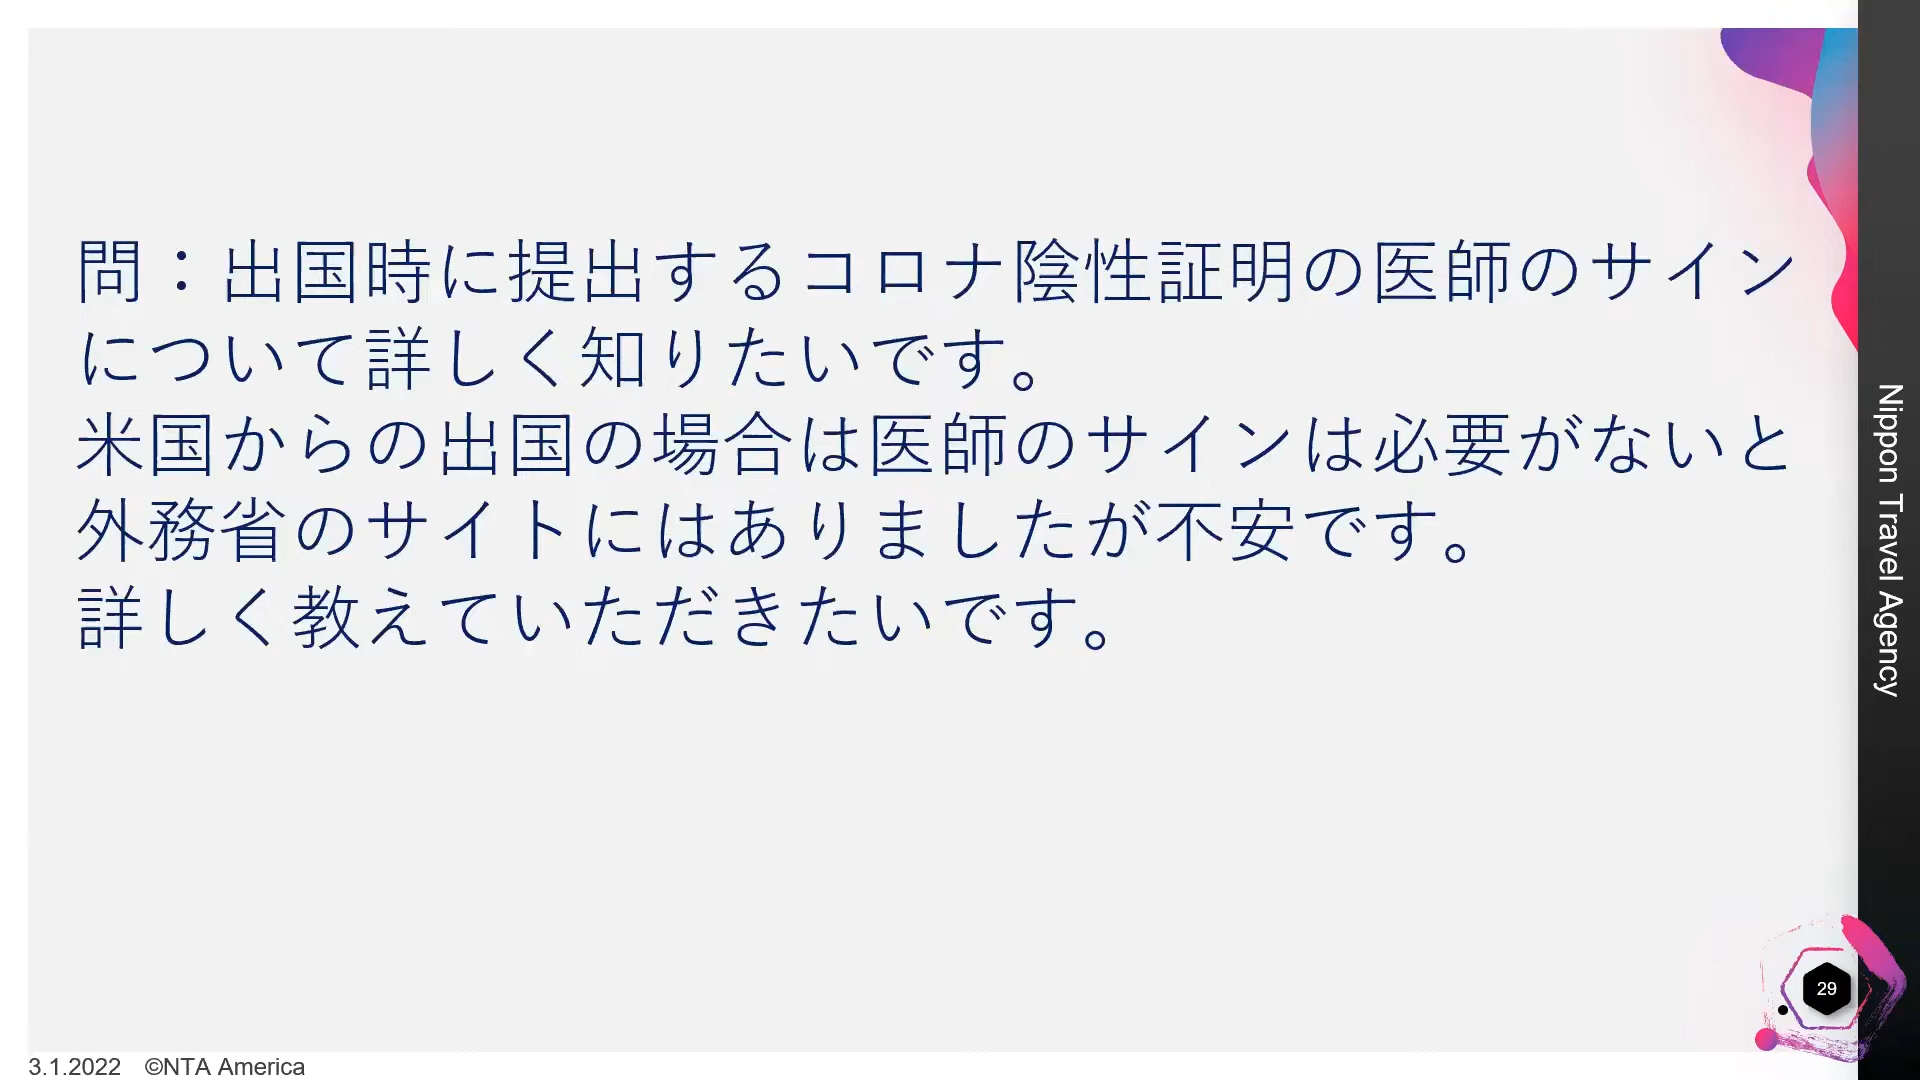 問：出国時に提出するコロナ陰性証明の医師のサイン
について詳しく知りたいです。
米国からの出国の場合は医師のサインは必要がないと
外務省のサイトにはありましたが不安です。
詳しく教えていただきたいです。
Nippon Travel Agency
29
3.1.2022 ©NTA America